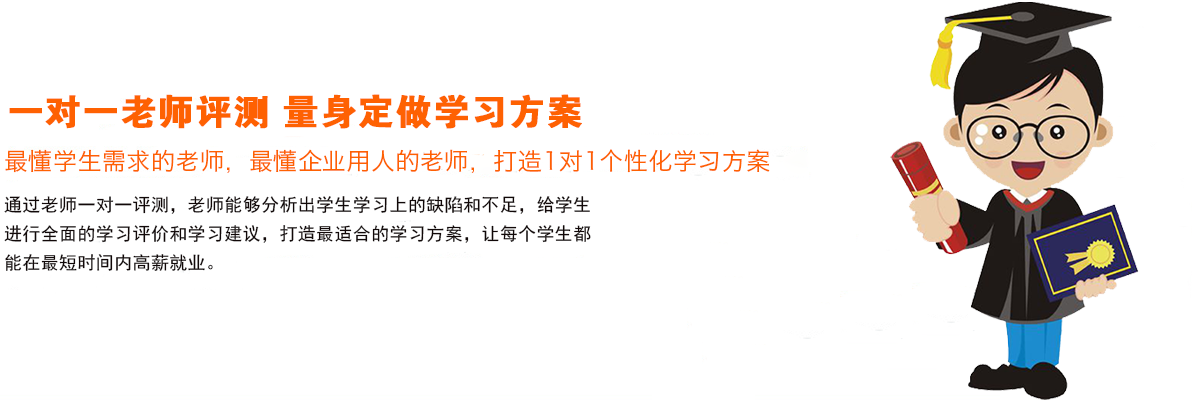 一对一老师评测 量身定做学习方案
最懂学生需求的老师，最懂企业用人的老师，打造1对1个性化学习方案
通过老师一对一评测，老师能够分析出学生学习上的缺陷和不足，给学生
进行全面的学习评价和学习建议，打造最适合的学习方案，让每个学生都
能在最短时间内高薪就业。